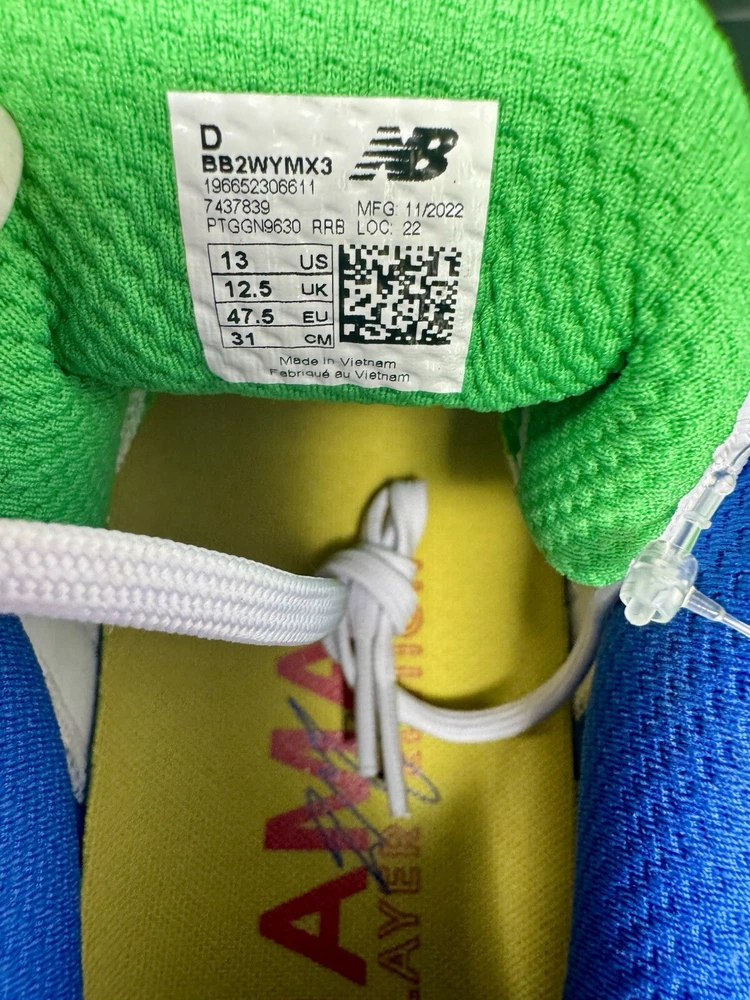 D
NB
BB2WYMX3
196652306611
7437839 MFG: 11/2022
PTGGN9630 RRB LOC: 22
13 US
12.5 UK
47.5 EU
31 CM
Made in Vietnam
Fabriqué au Vietnam